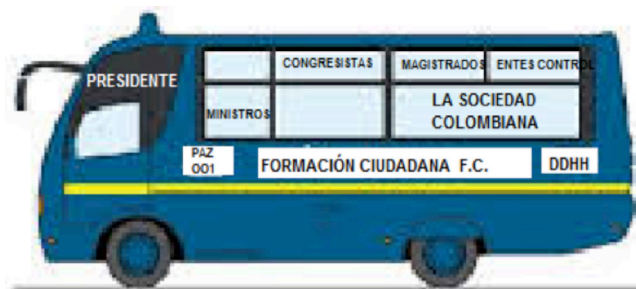 PRESIDENTE
CONGRESISTAS
MAGISTRADOS
ENTES CONTROL
MINISTROS
LA SOCIEDAD
COLOMBIANA
PAZ
001
FORMACIÓN CIUDADANA F.C.
DDHH